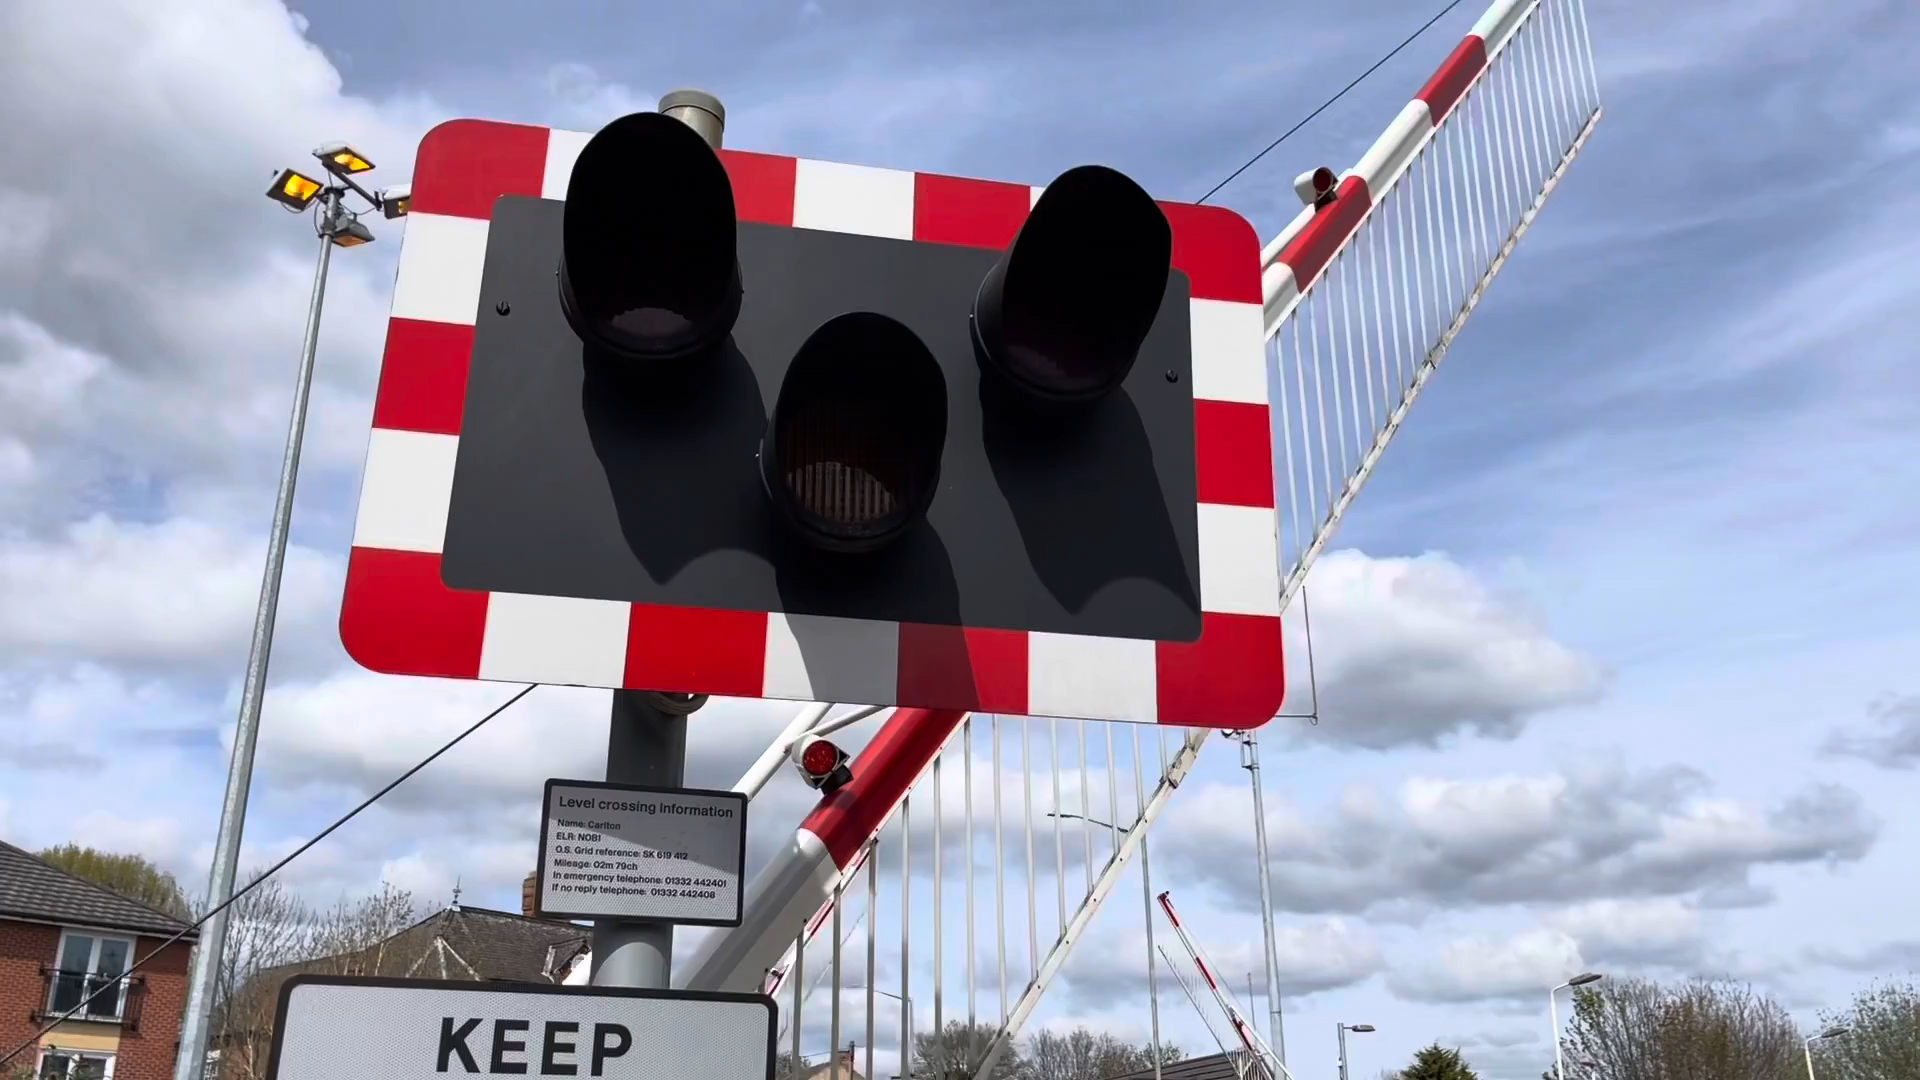 Level crossing information
Name: Carlton
ELR: NOB1
O.S. Grid reference: SK 619 412
Mileage: 02m 79ch
In emergency telephone: 01332 442401
If no reply telephone: 01332 442408
KEEP